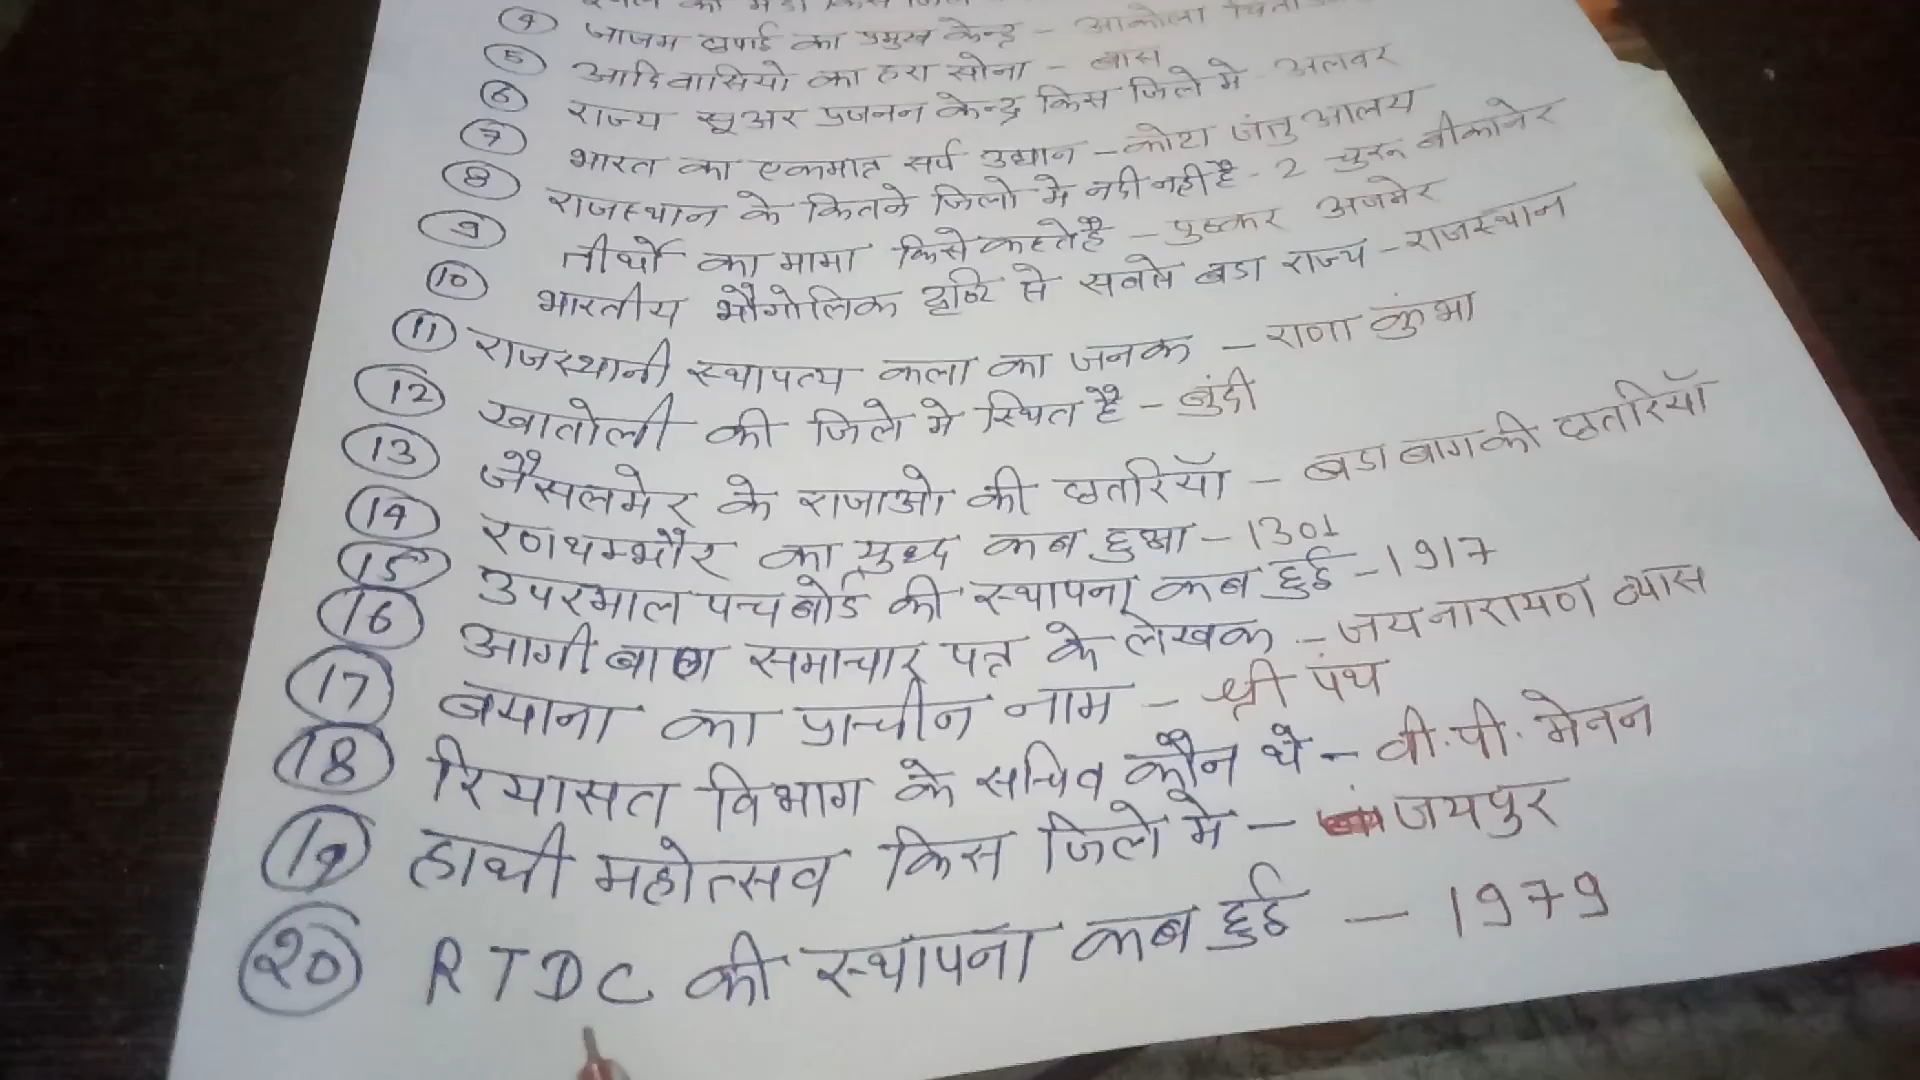 ④ जाजम छपाई का प्रमुख केन्द्र - आकोला
⑤ आदिवासियो का हरा सोना - बास
⑥ राज्य सूअर प्रजनन केन्द्र किस जिले मे अलवर
⑦ भारत का एकमात्र सर्प उद्यान - कोटा जंतुआलय
⑧ राजस्थान के कितने जिलो मे नदी नही है - 2 चुरू बीकानेर
⑨ तीर्थो का मामा किसे कहते है - पुष्कर अजमेर
⑩ भारतीय भौगोलिक दृष्टि से सबसे बडा राज्य - राजस्थान
⑪ राजस्थानी स्थापत्य कला का जनक - राणा कुंभा
⑫ खातोली की जिले मे स्थित है - बुंदी
⑬ जैसलमेर के राजाओ की छतरियाॅ - बडा बाग की छतरियाॅ
⑭ रणथम्भौर का युध्द कब हुआ - 1301
⑮ उपरमाल पंचबोर्ड की स्थापना कब हुई - 1917
⑯ आगीबाण समाचार पत्र के लेखक - जयनारायण व्यास
⑰ बयाना का प्राचीन नाम - श्री पंथ
⑱ रियासत विभाग के सचिव कौन थे - वी.पी. मेनन
⑲ हाथी महोत्सव किस जिले मे - जयपुर
⑳ RTDC की स्थापना कब हुई - 1979